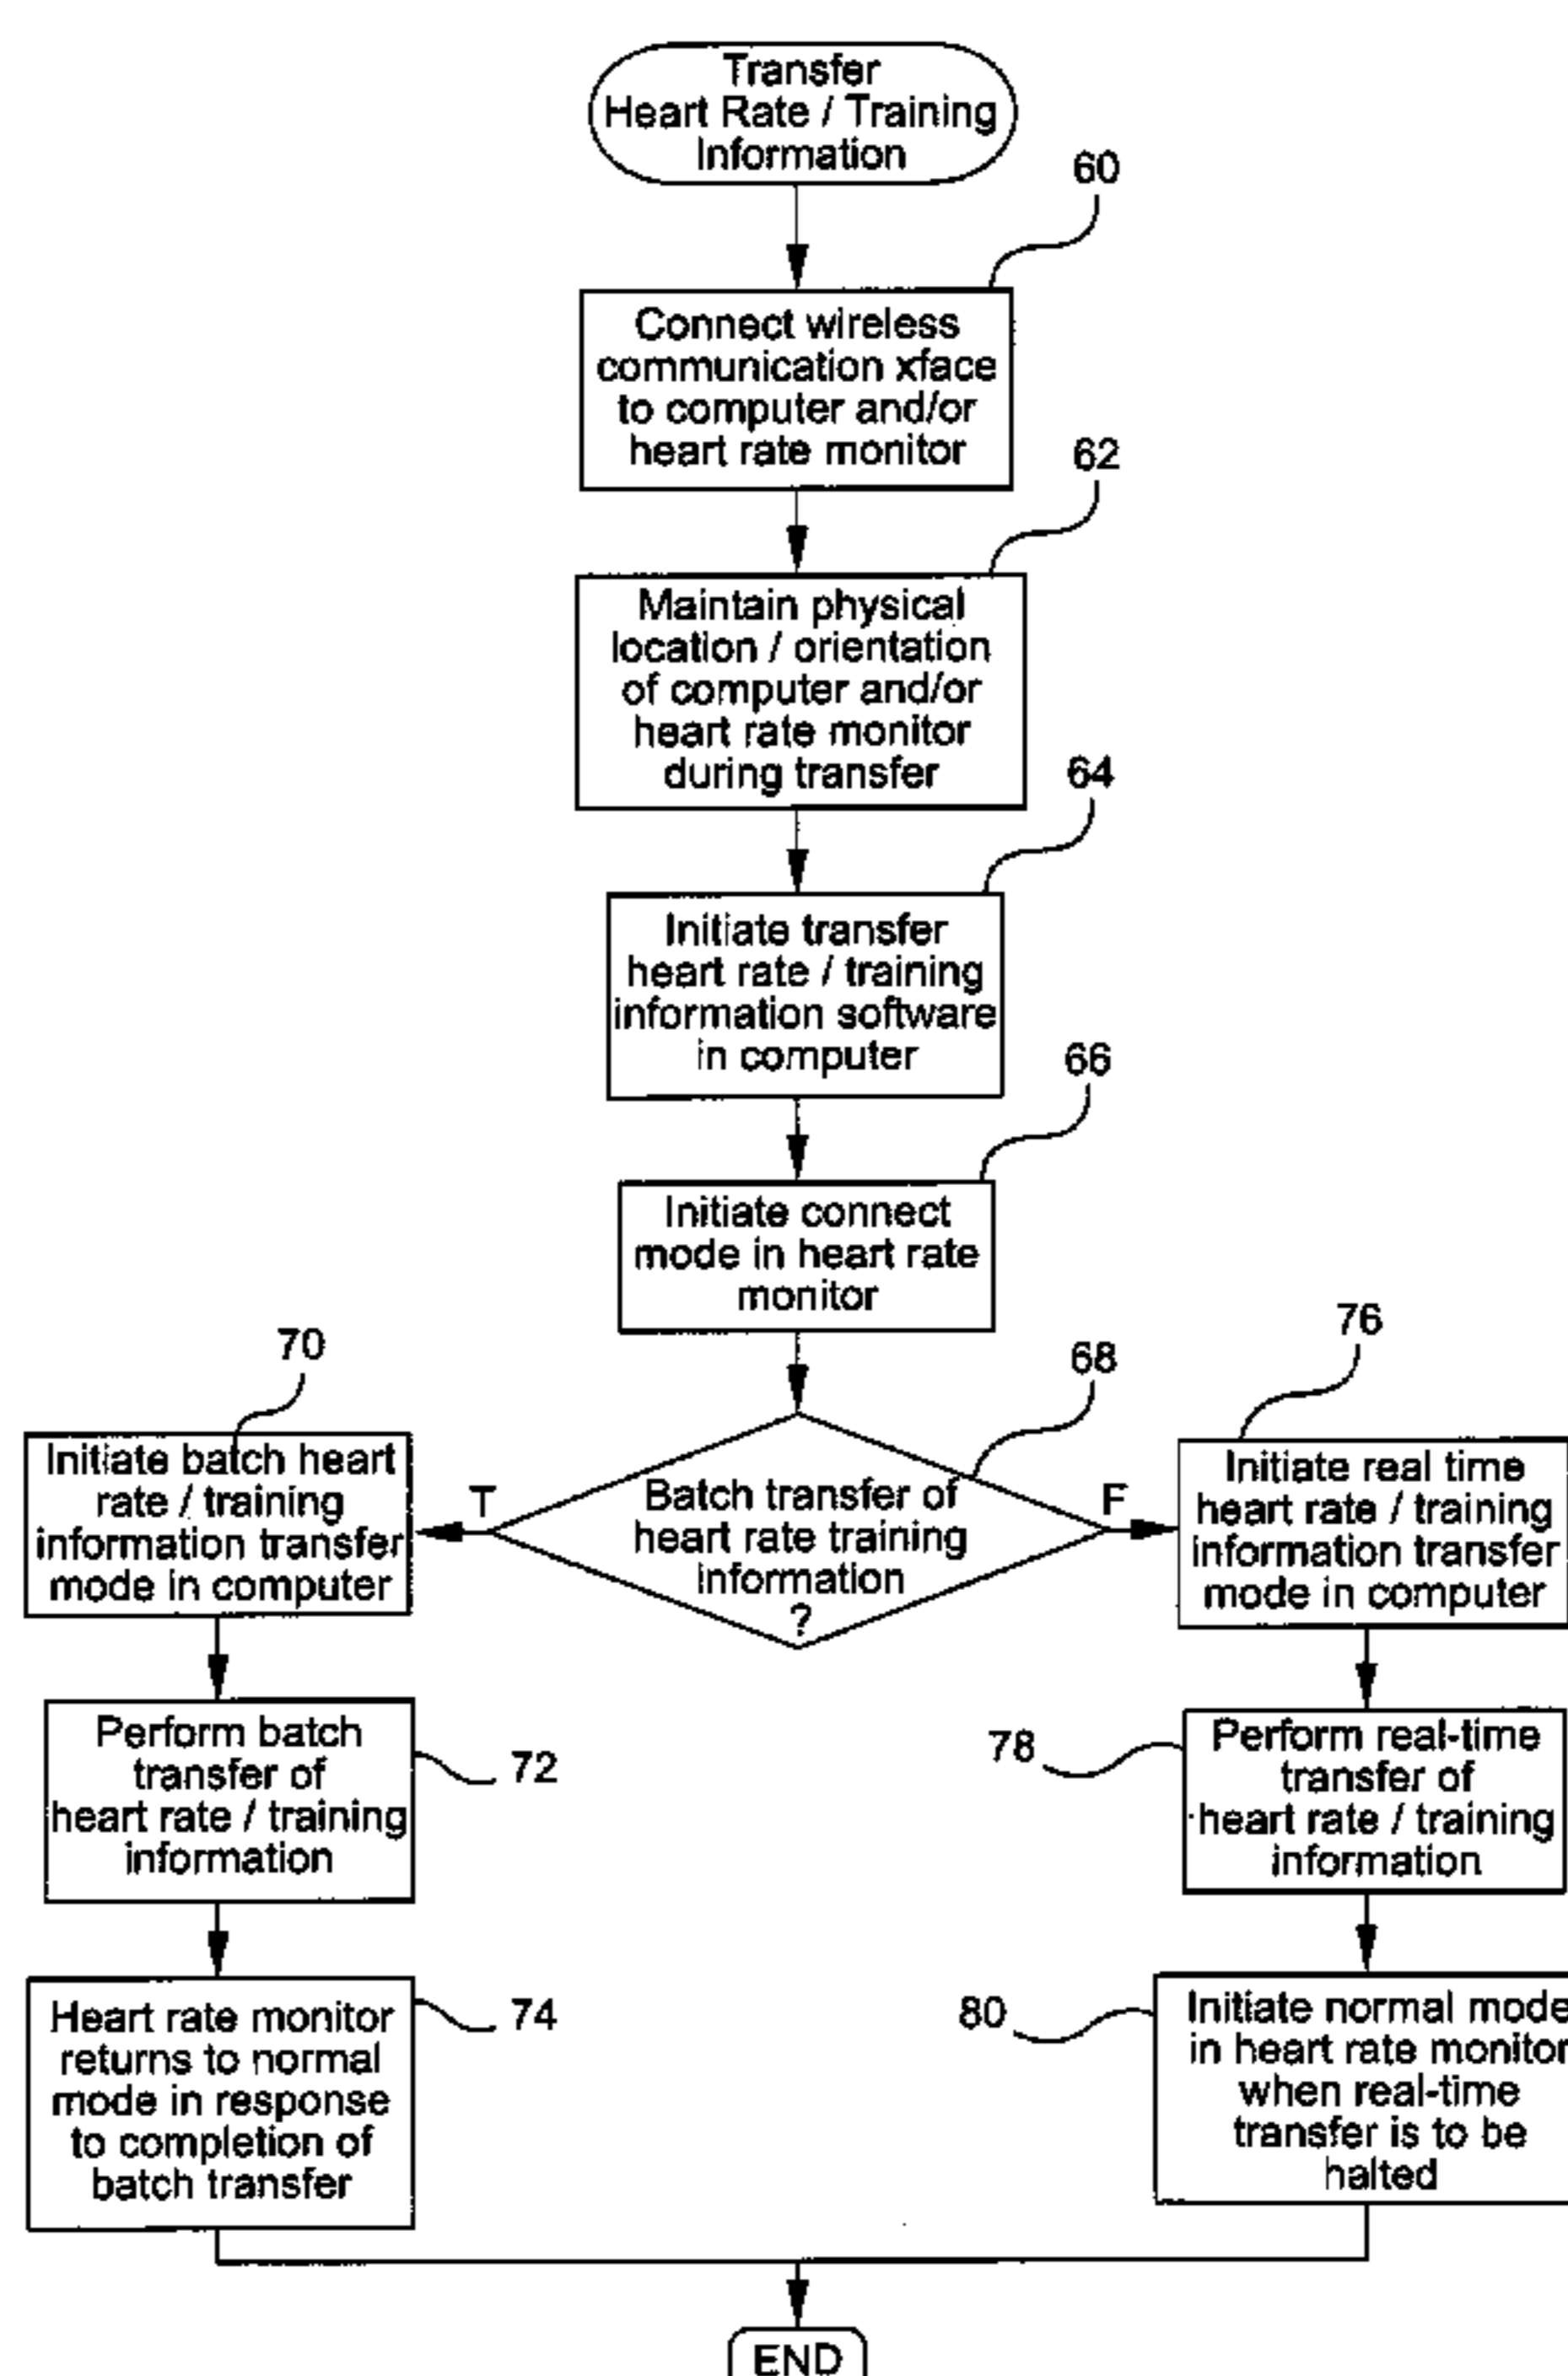 Transfer
Heart Rate / Training
Information
60
Connect wireless
communication xface
to computer and/or
heart rate monitor
62
Maintain physical
location / orientation
of computer and/or
heart rate monitor
during transfer
64
Initiate transfer
heart rate / training
information software
in computer
66
Initiate connect
mode in heart rate
monitor
68
Batch transfer of
heart rate training
information
?
T
F
70
Initiate batch heart
rate / training
information transfer
mode in computer
72
Perform batch
transfer of
heart rate / training
information
74
Heart rate monitor
returns to normal
mode in response
to completion of
batch transfer
76
Initiate real time
heart rate / training
information transfer
mode in computer
78
Perform real-time
transfer of
heart rate / training
information
80
Initiate normal mode
in heart rate monitor
when real-time
transfer is to be
halted
END